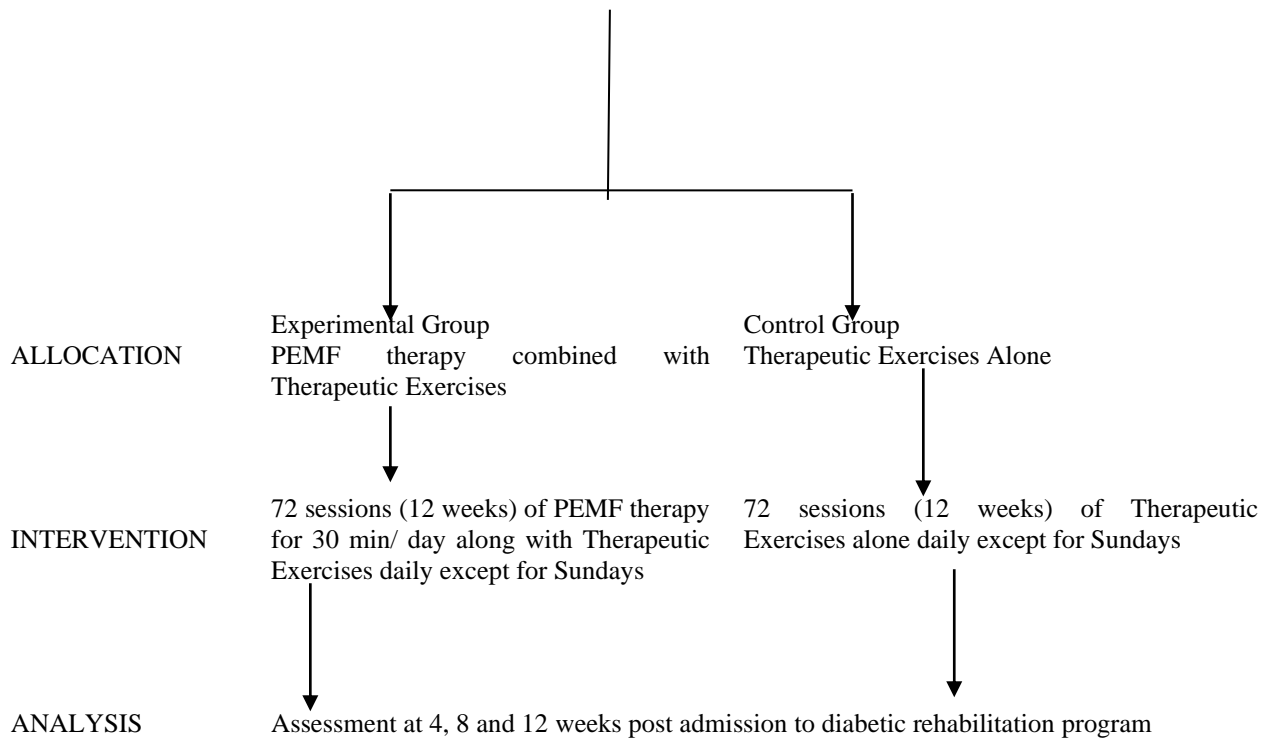 ALLOCATION
Experimental Group
PEMF therapy combined with
Therapeutic Exercises
Control Group
Therapeutic Exercises Alone
INTERVENTION
72 sessions (12 weeks) of PEMF therapy
for 30 min/ day along with Therapeutic
Exercises daily except for Sundays
72 sessions (12 weeks) of Therapeutic
Exercises alone daily except for Sundays
ANALYSIS
Assessment at 4, 8 and 12 weeks post admission to diabetic rehabilitation program